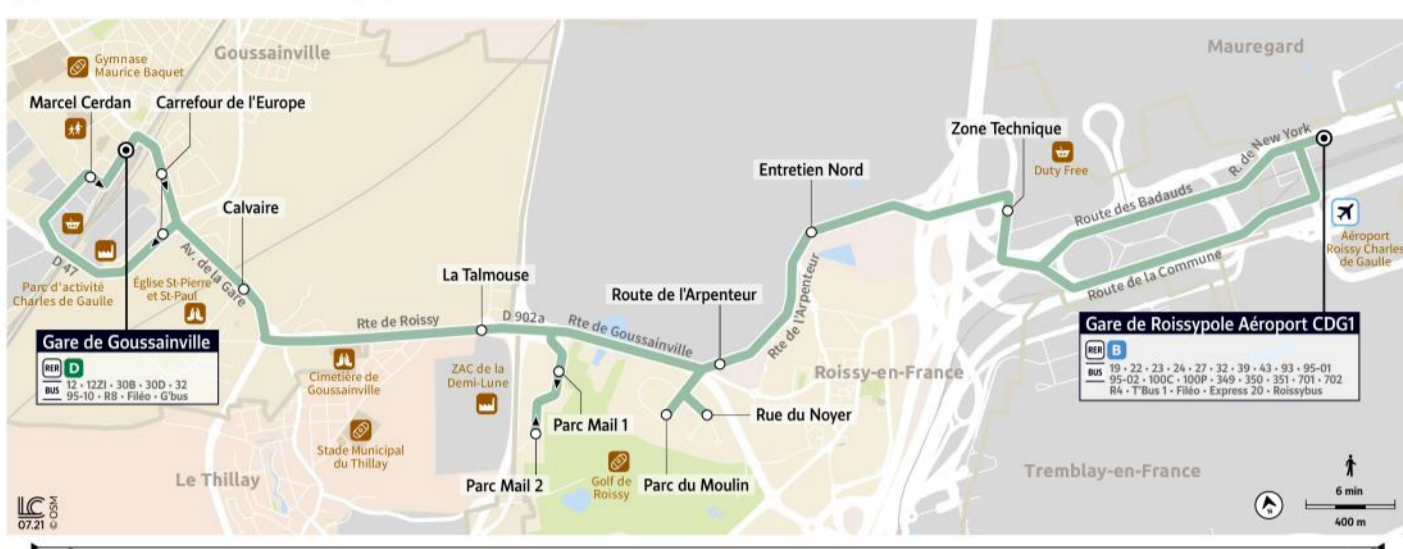 Goussainville
Mauregard
Gymnase
Maurice Baquet
Marcel Cerdan
Carrefour de l'Europe
Zone Technique
R. de New York
Entretien Nord
Duty Free
Calvaire
Route des Badauds
Aéroport
Roissy Charles
de Gaulle
Av. de la Gare
D 47
Parc d'activité
Charles de Gaulle
Église St-Pierre
et St-Paul
La Talmouse
Route de l'Arpenteur
Rte de l'Arpenteur
Route de la Commune
Gare de Goussainville
RER D
BUS 12 • 12ZI • 30B • 30D • 32
95-10 • R8 • Filéo • G'bus
Rte de Roissy
D 902a
Rte de Goussainville
Gare de Roissypole Aéroport CDG1
RER B
BUS 19 • 22 • 23 • 24 • 27 • 32 • 39 • 43 • 93 • 95-01
95-02 • 100C • 100P • 349 • 350 • 351 • 701 • 702
R4 • T'Bus 1 • Filéo • Express 20 • Roissybus
Cimetière de
Goussainville
ZAC de la
Demi-Lune
Roissy-en-France
Parc Mail 1
Rue du Noyer
Stade Municipal
du Thillay
Le Thillay
Parc Mail 2
Golf de
Roissy
Parc du Moulin
Tremblay-en-France
LC
07.21 © OSM
N
6 min
400 m